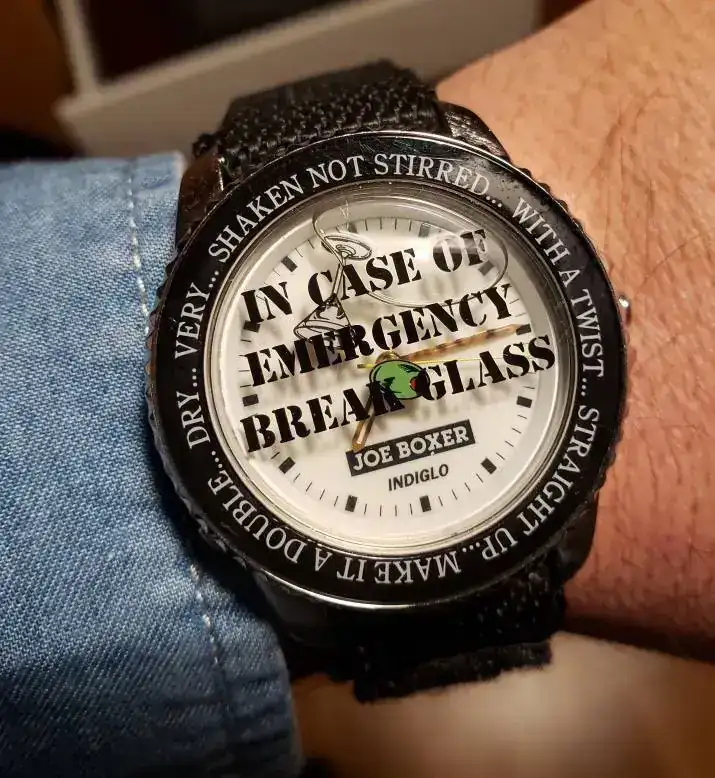 SHAKEN NOT STIRRED... WITH A TWIST... STRAIGHT UP... MAKE IT A DOUBLE... DRY... VERY...
IN CASE OF
EMERGENCY
BREAK GLASS
JOE BOXER
INDIGLO